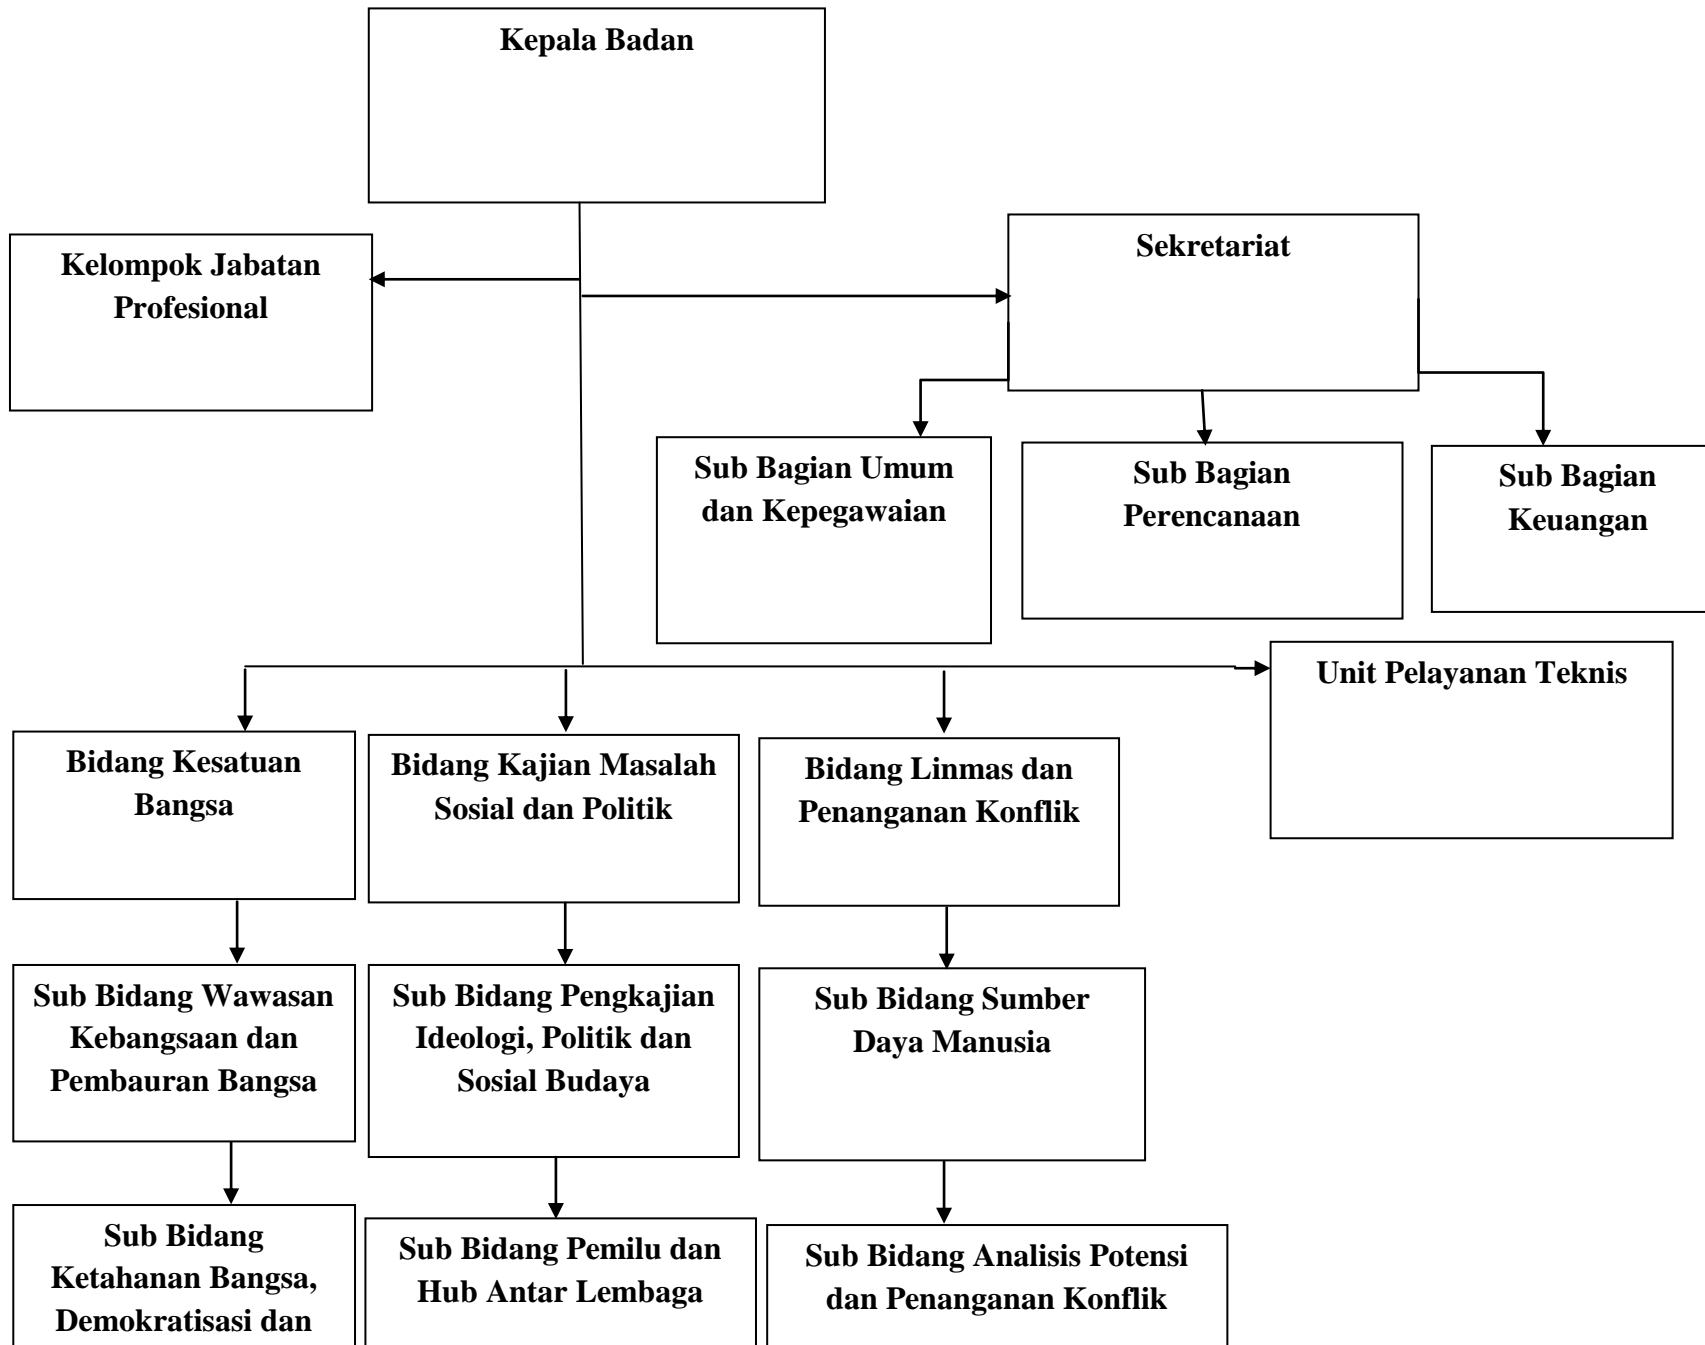 Kepala Badan
Kelompok Jabatan
Profesional
Sekretariat
Sub Bagian Umum
dan Kepegawaian
Sub Bagian
Perencanaan
Sub Bagian
Keuangan
Unit Pelayanan Teknis
Bidang Kesatuan
Bangsa
Bidang Kajian Masalah
Sosial dan Politik
Bidang Linmas dan
Penanganan Konflik
Sub Bidang Wawasan
Kebangsaan dan
Pembauran Bangsa
Sub Bidang Pengkajian
Ideologi, Politik dan
Sosial Budaya
Sub Bidang Sumber
Daya Manusia
Sub Bidang
Ketahanan Bangsa,
Demokratisasi dan
Sub Bidang Pemilu dan
Hub Antar Lembaga
Sub Bidang Analisis Potensi
dan Penanganan Konflik